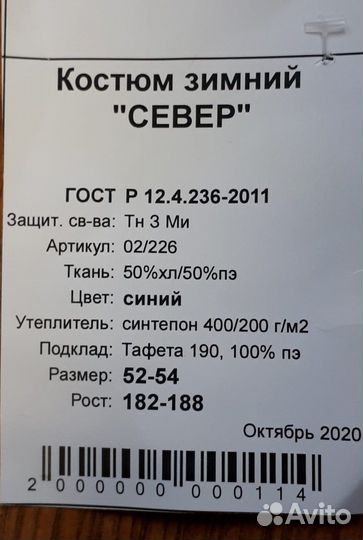 Костюм зимний
"СЕВЕР"
ГОСТ Р 12.4.236-2011
Защит. св-ва: Тн З Ми
Артикул: 02/226
Ткань: 50%хл/50%пэ
Цвет: синий
Утеплитель: синтепон 400/200 г/м2
Подклад: Тафета 190, 100% пэ
Размер: 52-54
Рост: 182-188
Октябрь 2020
2 000000 000114
Avito